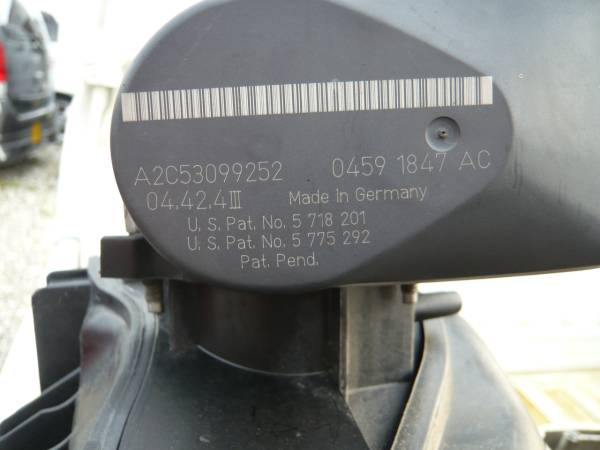 A2C53099252 0459 1847 AC
04.42.4III Made in Germany
U.S. Pat. No. 5 718 201
U.S. Pat. No. 5 775 292
Pat. Pend.